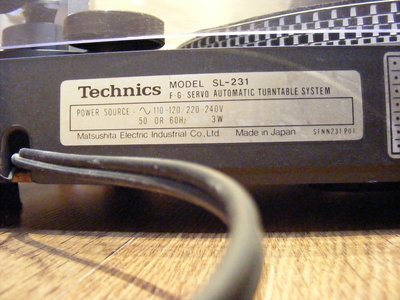 Technics MODEL SL-231
F·G· SERVO AUTOMATIC TURNTABLE SYSTEM
POWER SOURCE : ∿ 110-120/220-240V
50 OR 60Hz 3W
Matsushita Electric Industrial Co., Ltd. Made in Japan SFNN231P01